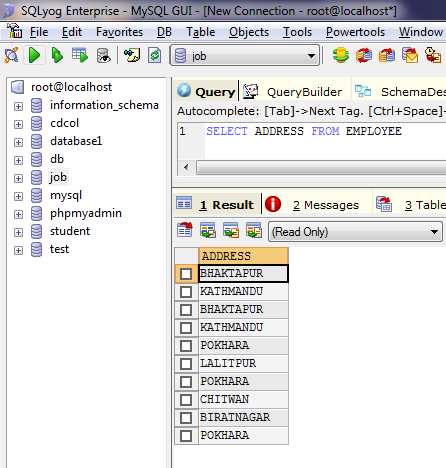 SQLyog Enterprise - MySQL GUI - [New Connection - root@localhost*]
File Edit Favorites DB Table Objects Tools Powertools Window
job
root@localhost
information_schema
cdcol
database1
db
job
mysql
phpmyadmin
student
test
Query QueryBuilder SchemaDes
Autocomplete: [Tab]->Next Tag. [Ctrl+Space]-
1 SELECT ADDRESS FROM EMPLOYEE
1 Result 2 Messages 3 Table
(Read Only)
ADDRESS
BHAKTAPUR
KATHMANDU
BHAKTAPUR
KATHMANDU
POKHARA
LALITPUR
POKHARA
CHITWAN
BIRATNAGAR
POKHARA